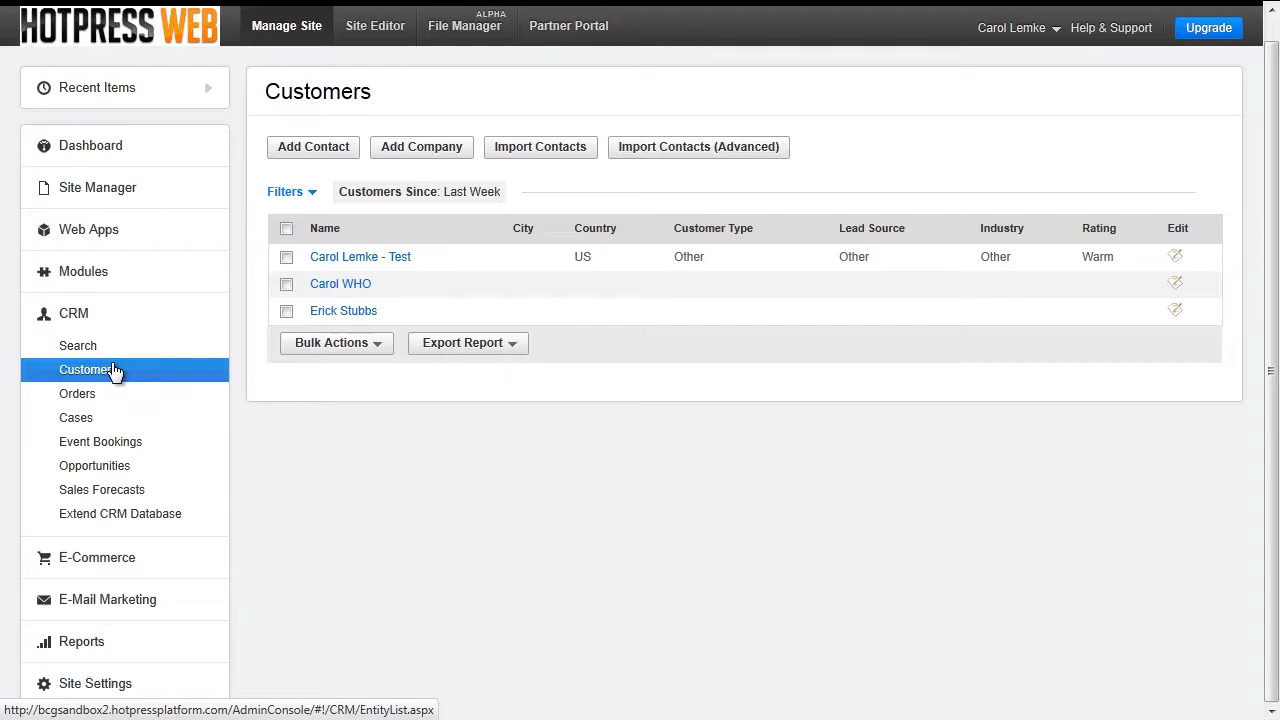 HOTPRESS WEB
Manage Site
Site Editor
ALPHA
File Manager
Partner Portal
Carol Lemke
Help & Support
Upgrade
Recent Items
Dashboard
Site Manager
Web Apps
Modules
CRM
Search
Customers
Orders
Cases
Event Bookings
Opportunities
Sales Forecasts
Extend CRM Database
E-Commerce
E-Mail Marketing
Reports
Site Settings
Customers
Add Contact
Add Company
Import Contacts
Import Contacts (Advanced)
Filters
Customers Since: Last Week
Name City Country Customer Type Lead Source Industry Rating Edit
Carol Lemke - Test US Other Other Other Warm
Carol WHO
Erick Stubbs
Bulk Actions
Export Report
http://bcgsandbox2.hotpressplatform.com/AdminConsole/#!/CRM/EntityList.aspx